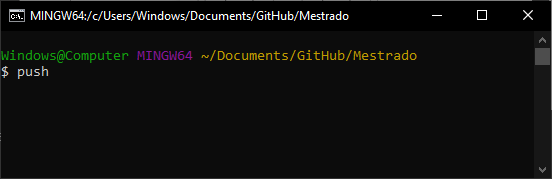 MINGW64:/c/Users/Windows/Documents/GitHub/Mestrado
Windows@Computer MINGW64 ~/Documents/GitHub/Mestrado
$ push